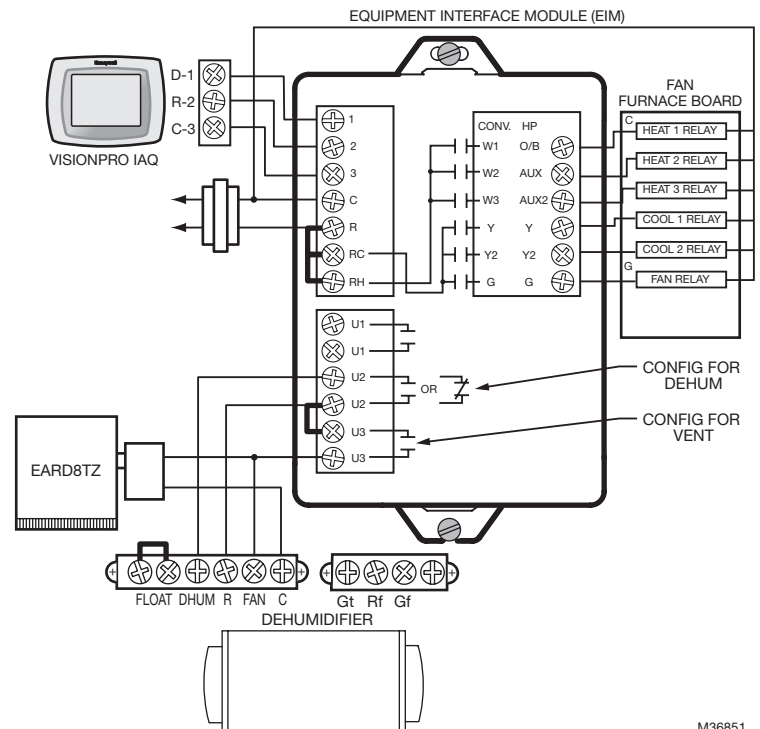 EQUIPMENT INTERFACE MODULE (EIM)
Honeywell
VISIONPRO IAQ
D-1
R-2
C-3
1
2
3
C
R
RC
RH
CONV. HP
W1 O/B
W2 AUX
W3 AUX2
Y Y
Y2 Y2
G G
FAN
FURNACE BOARD
C
HEAT 1 RELAY
HEAT 2 RELAY
HEAT 3 RELAY
COOL 1 RELAY
COOL 2 RELAY
G
FAN RELAY
U1
U1
U2
U2
U3
U3
OR
CONFIG FOR
DEHUM
CONFIG FOR
VENT
EARD8TZ
FLOAT DHUM R FAN C
Gt Rf Gf
DEHUMIDIFIER
M36851